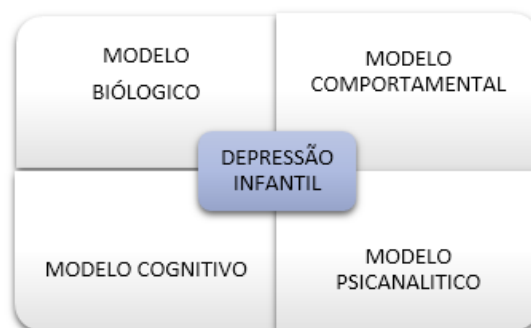 MODELO
BIÓLOGICO
MODELO
COMPORTAMENTAL
DEPRESSÃO
INFANTIL
MODELO COGNITIVO
MODELO
PSICANALITICO